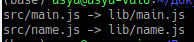 src/main.js -> lib/main.js
src/name.js -> lib/name.js